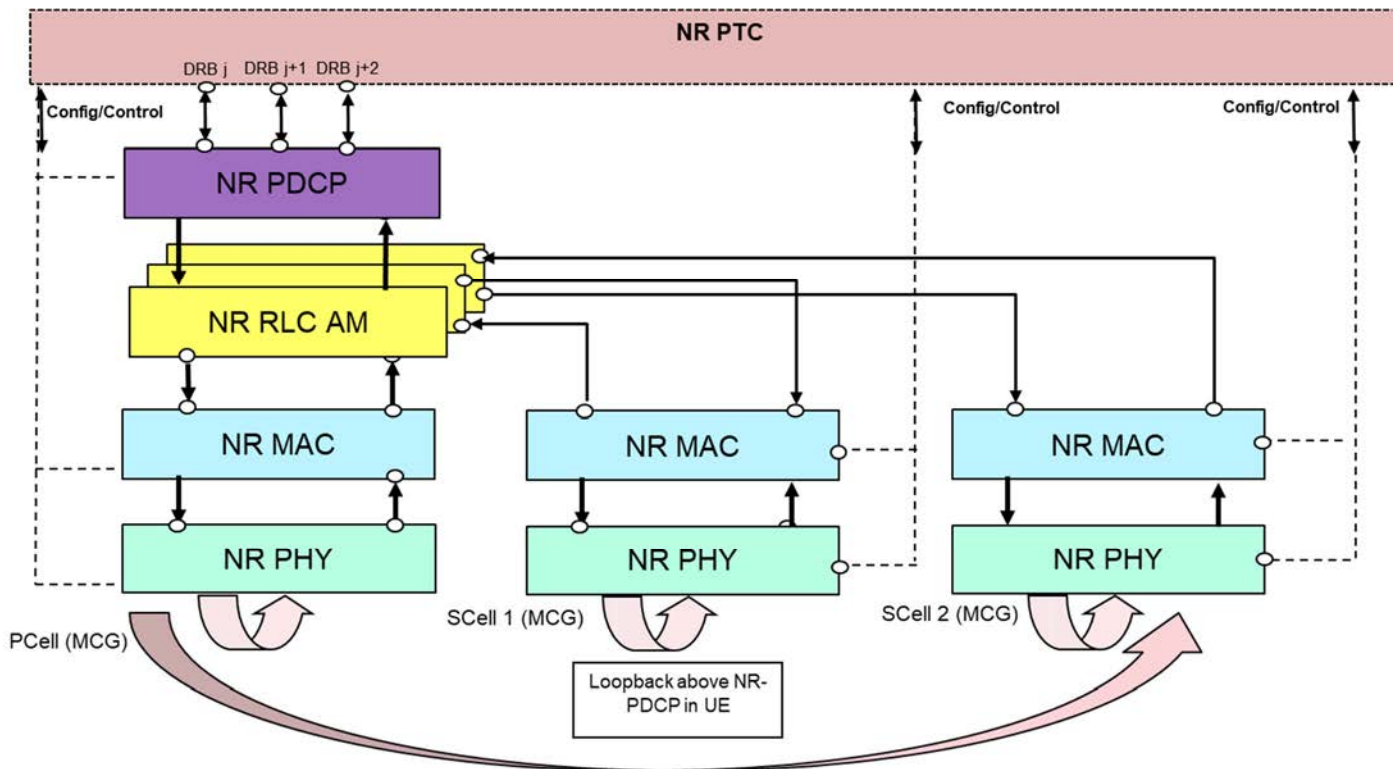 NR PTC
DRB j DRB j+1 DRB j+2
Config/Control
Config/Control
Config/Control
NR PDCP
NR RLC AM
NR MAC
NR MAC
NR MAC
NR PHY
NR PHY
NR PHY
PCell (MCG)
SCell 1 (MCG)
SCell 2 (MCG)
Loopback above NR-
PDCP in UE